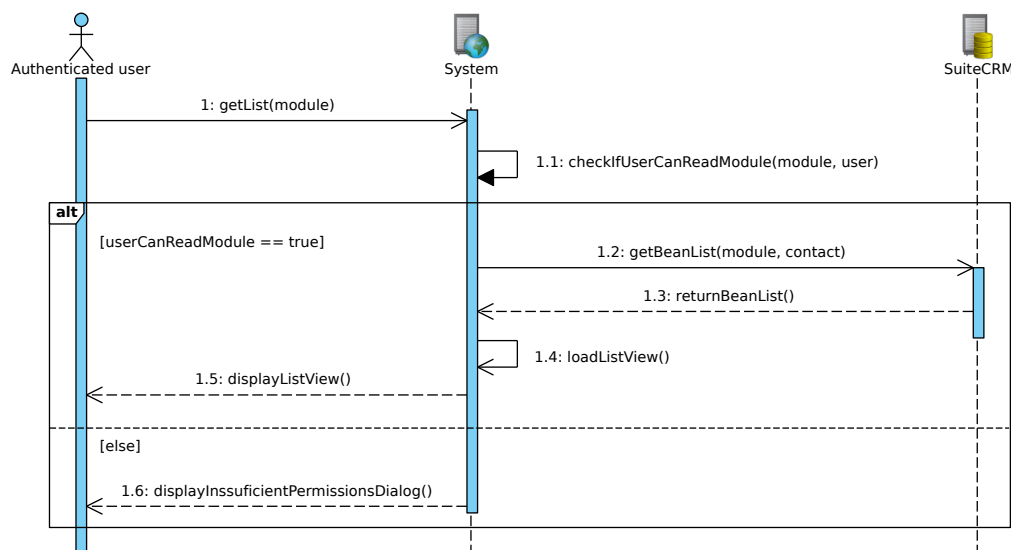 Authenticated user
System
SuiteCRM
1: getList(module)
1.1: checkIfUserCanReadModule(module, user)
alt
[userCanReadModule == true]
1.2: getBeanList(module, contact)
1.3: returnBeanList()
1.4: loadListView()
1.5: displayListView()
[else]
1.6: displayInssuficientPermissionsDialog()